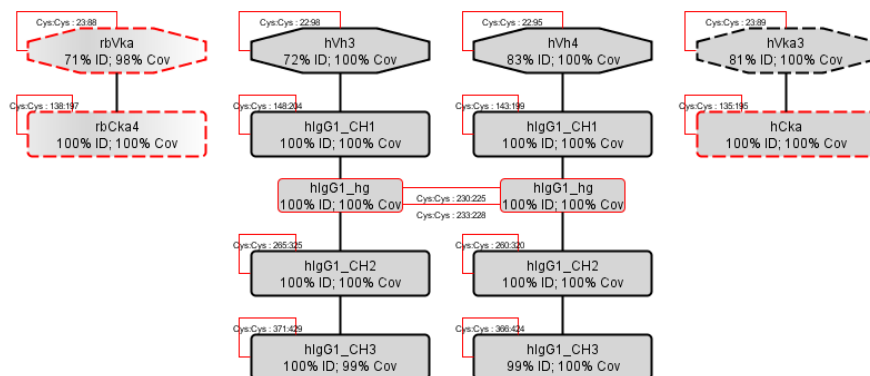 Cys:Cys : 23:88
rbVka
71% ID; 98% Cov
Cys:Cys : 22:98
hVh3
72% ID; 100% Cov
Cys:Cys : 22:95
hVh4
83% ID; 100% Cov
Cys:Cys : 23:89
hVka3
81% ID; 100% Cov
Cys:Cys : 138:197
rbCka4
100% ID; 100% Cov
Cys:Cys : 148:204
hIgG1_CH1
100% ID; 100% Cov
Cys:Cys : 143:199
hIgG1_CH1
100% ID; 100% Cov
Cys:Cys : 135:195
hCka
100% ID; 100% Cov
hIgG1_hg
100% ID; 100% Cov
Cys:Cys : 230:225
Cys:Cys : 233:228
hIgG1_hg
100% ID; 100% Cov
Cys:Cys : 265:325
hIgG1_CH2
100% ID; 100% Cov
Cys:Cys : 260:320
hIgG1_CH2
100% ID; 100% Cov
Cys:Cys : 371:429
hIgG1_CH3
100% ID; 99% Cov
Cys:Cys : 366:424
hIgG1_CH3
99% ID; 100% Cov